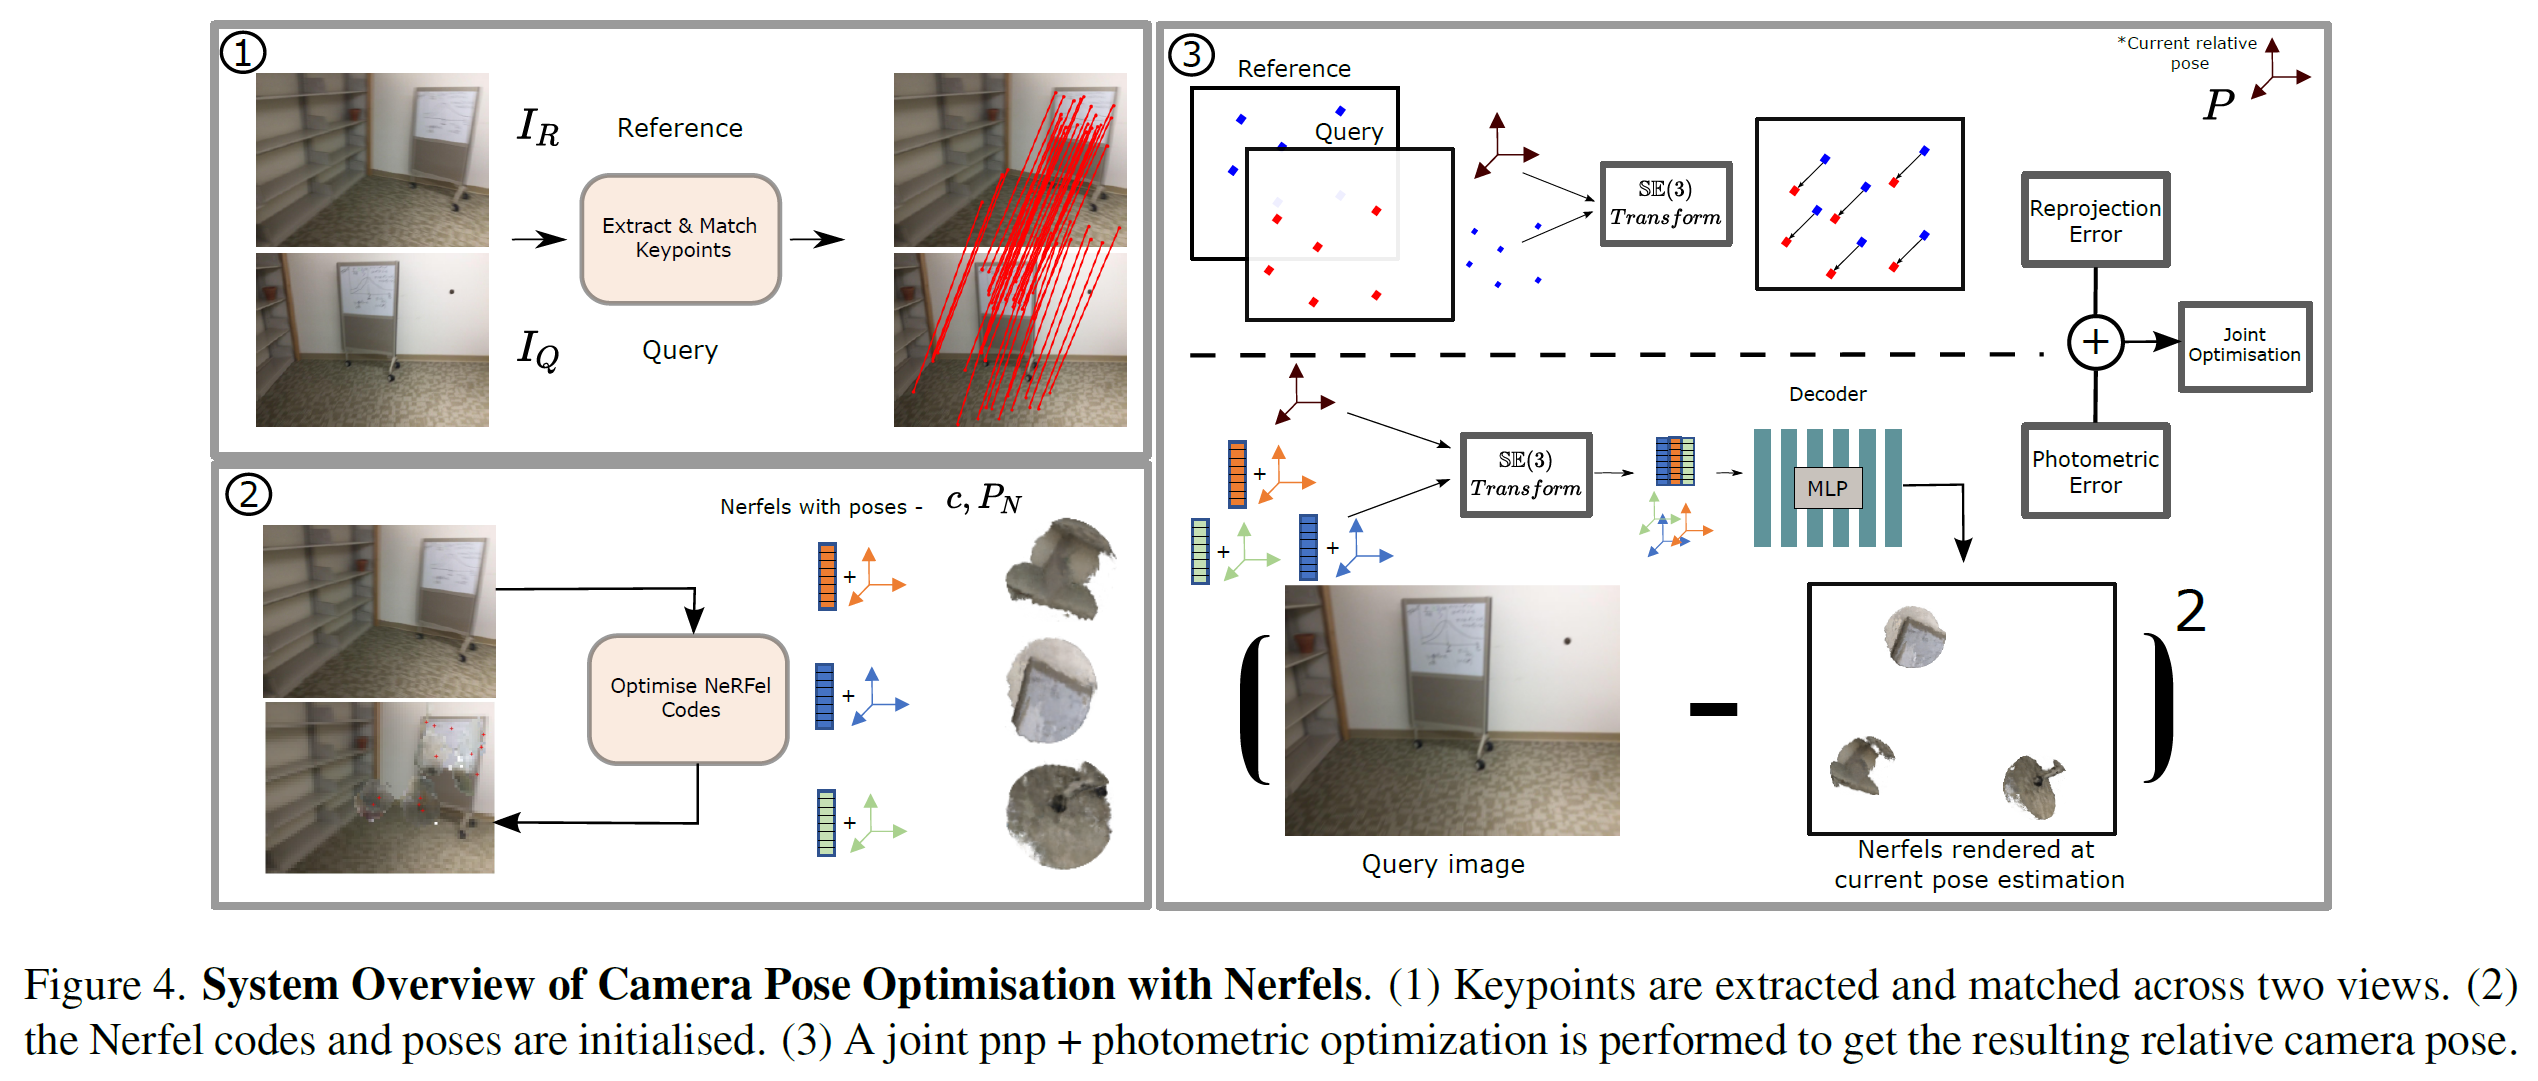 1
I_R
Reference
Extract & Match
Keypoints
I_Q
Query
2
Nerfels with poses - c, P_N
+
Optimise NeRFel
Codes
+
+
3
*Current relative
pose
P
Reference
Query
𝕊𝔼(3)
Transform
Reprojection
Error
+
Joint
Optimisation
Photometric
Error
Decoder
+
𝕊𝔼(3)
Transform
MLP
+
+
2
Query image
Nerfels rendered at
current pose estimation
Figure 4. System Overview of Camera Pose Optimisation with Nerfels. (1) Keypoints are extracted and matched across two views. (2)
the Nerfel codes and poses are initialised. (3) A joint pnp + photometric optimization is performed to get the resulting relative camera pose.